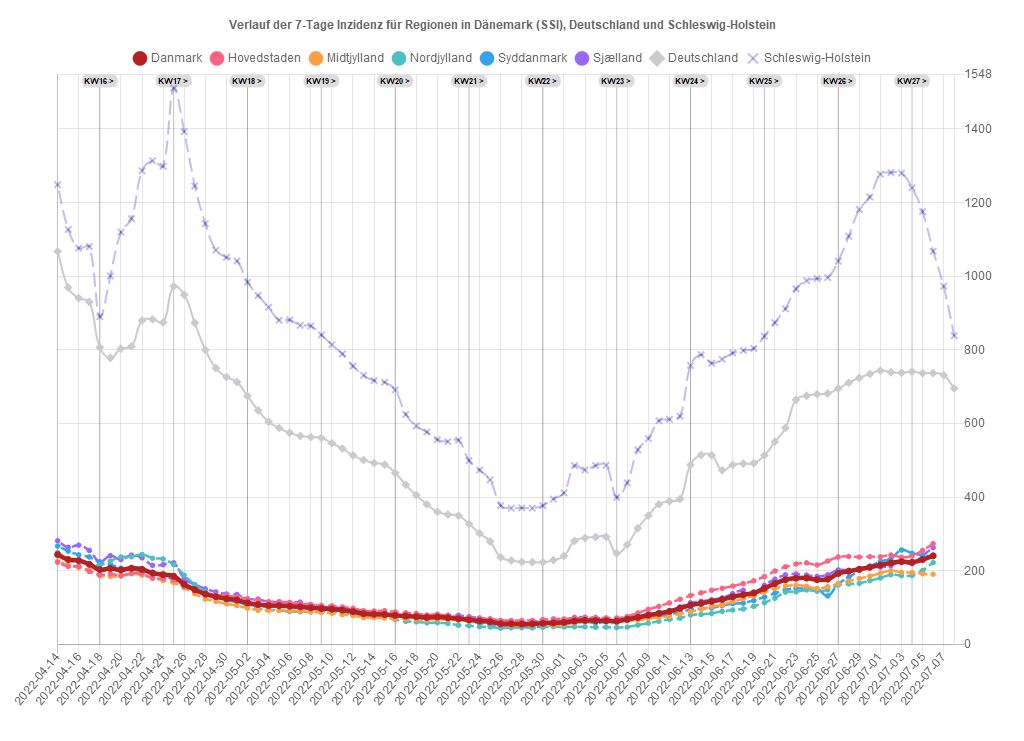 Verlauf der 7-Tage Inzidenz für Regionen in Dänemark (SSI), Deutschland und Schleswig-Holstein
Danmark Hovedstaden Midtjylland Nordjylland Syddanmark Sjælland Deutschland Schleswig-Holstein
KW16 > KW17 > KW18 > KW19 > KW20 > KW21 > KW22 > KW23 > KW24 > KW25 > KW26 > KW27 >
1548
1400
1200
1000
800
600
400
200
0
2022-04-14 2022-04-16 2022-04-18 2022-04-20 2022-04-22 2022-04-24 2022-04-26 2022-04-28 2022-04-30 2022-05-02 2022-05-04 2022-05-06 2022-05-08 2022-05-10 2022-05-12 2022-05-14 2022-05-16 2022-05-18 2022-05-20 2022-05-22 2022-05-24 2022-05-26 2022-05-28 2022-05-30 2022-06-01 2022-06-03 2022-06-05 2022-06-07 2022-06-09 2022-06-11 2022-06-13 2022-06-15 2022-06-17 2022-06-19 2022-06-21 2022-06-23 2022-06-25 2022-06-27 2022-06-29 2022-07-01 2022-07-03 2022-07-05 2022-07-07